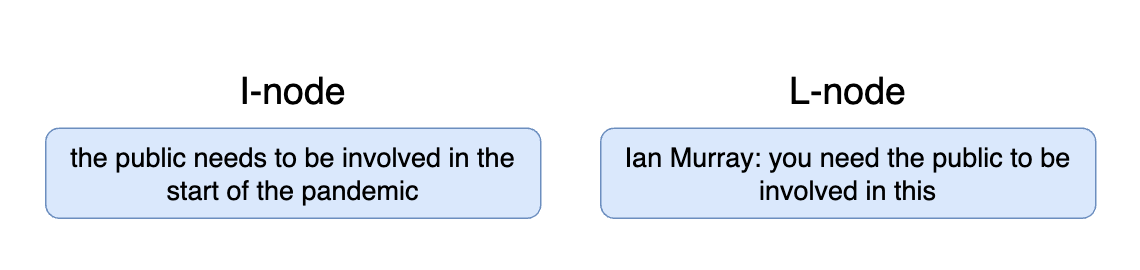 I-node
the public needs to be involved in the
start of the pandemic
L-node
Ian Murray: you need the public to be
involved in this